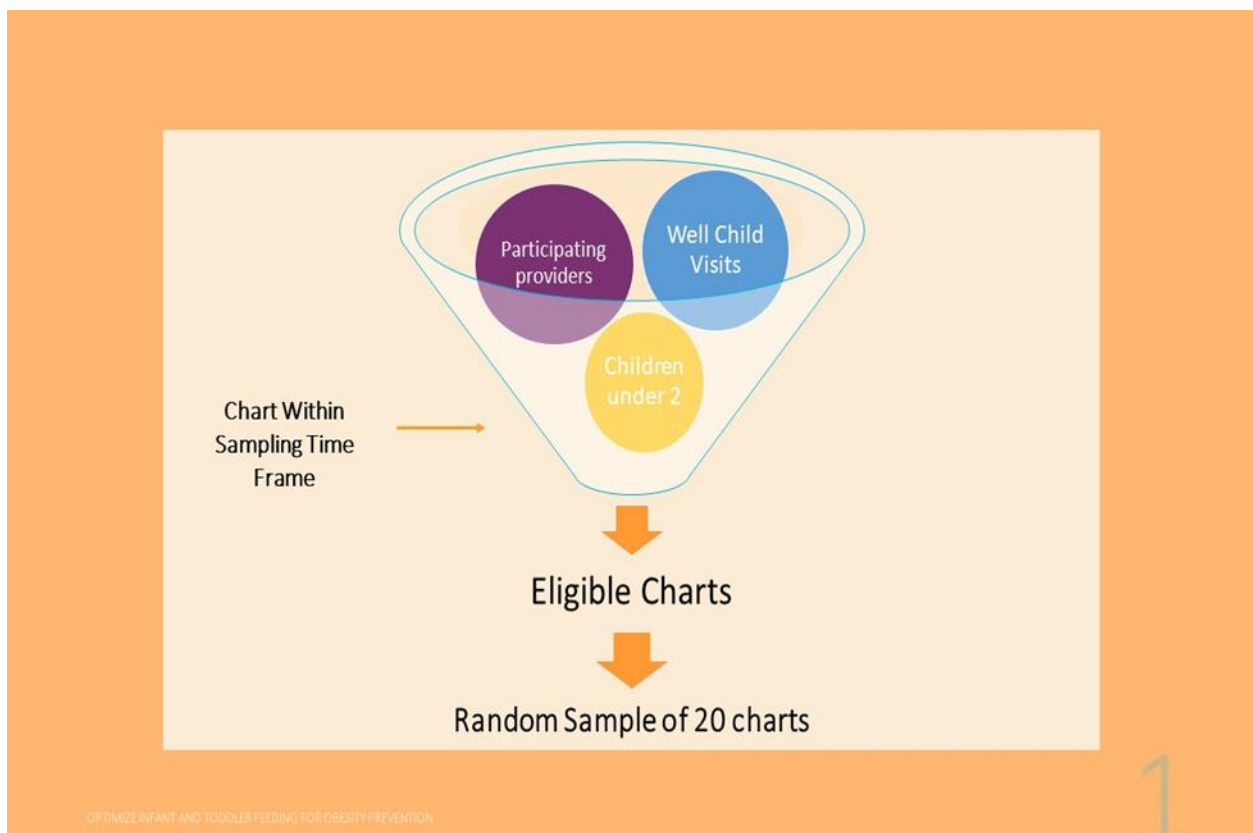 Participating
providers
Well Child
Visits
Children
under 2
Chart Within
Sampling Time
Frame
Eligible Charts
Random Sample of 20 charts
OPTIMIZE INFANT AND TODDLER FEEDING FOR OBESITY PREVENTION
1